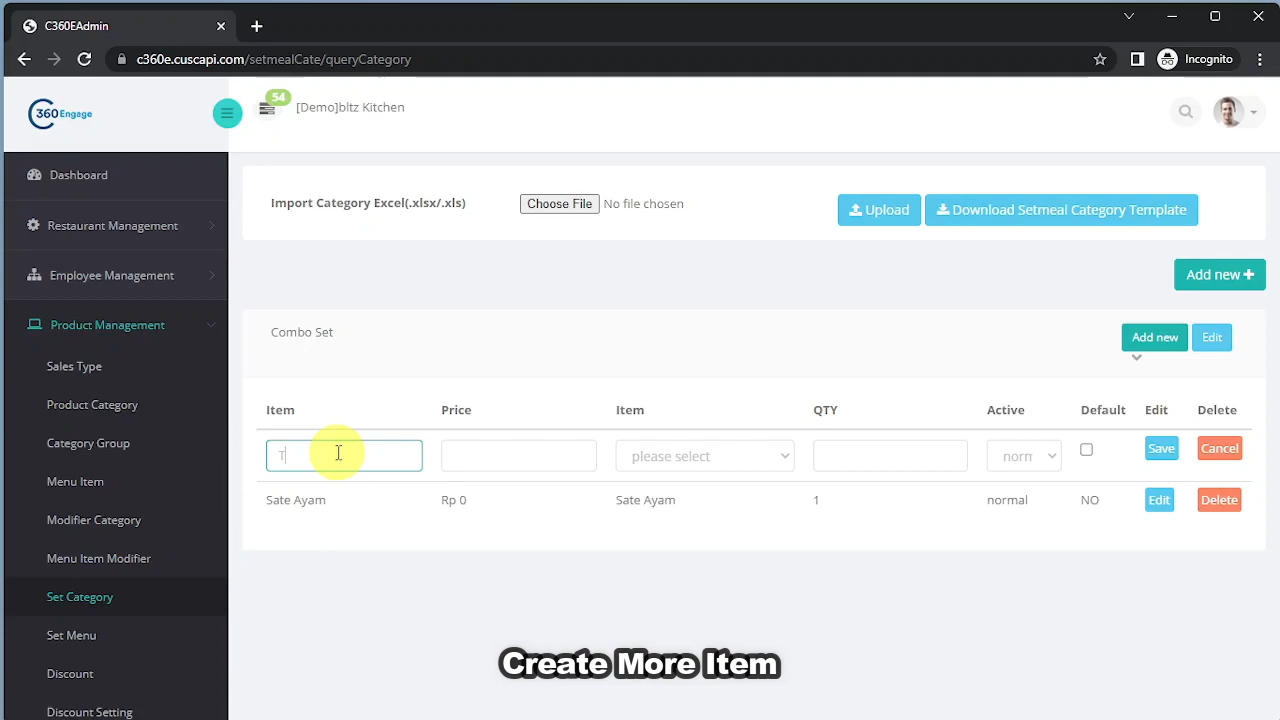 C360EAdmin
c360e.cuscapi.com/setmealCate/queryCategory
Incognito
360 Engage
54
[Demo]bltz Kitchen
Dashboard
Restaurant Management
Employee Management
Product Management
Sales Type
Product Category
Category Group
Menu Item
Modifier Category
Menu Item Modifier
Set Category
Set Menu
Discount
Discount Setting
Import Category Excel(.xlsx/.xls)
Choose File No file chosen
Upload
Download Setmeal Category Template
Add new
Combo Set
Add new
Edit
Item Price Item QTY Active Default Edit Delete
T please select norm Save Cancel
Sate Ayam Rp 0 Sate Ayam 1 normal NO Edit Delete
Create More Item